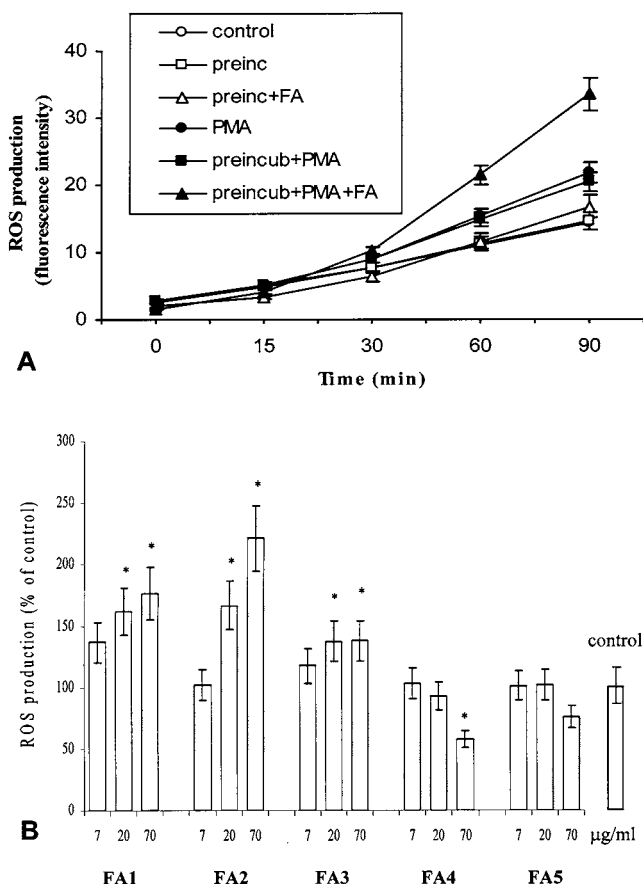 control
preinc
preinc+FA
PMA
preincub+PMA
preincub+PMA+FA
ROS production
(fluorescence intensity)
40
30
20
10
0
0 15 30 60 90
Time (min)
A
ROS production (% of control)
300
250
200
150
100
50
0
* * * * * * *
control
7 20 70 7 20 70 7 20 70 7 20 70 7 20 70 µg/ml
B
FA1 FA2 FA3 FA4 FA5